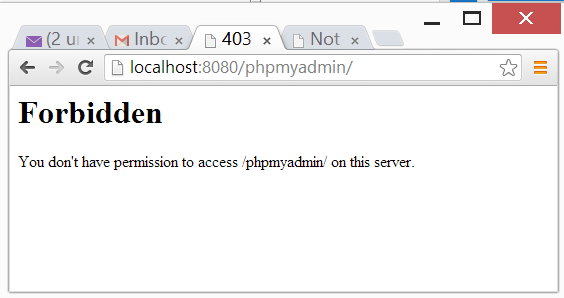 (2 u
Inbo
403
Not
localhost:8080/phpmyadmin/
Forbidden
You don't have permission to access /phpmyadmin/ on this server.